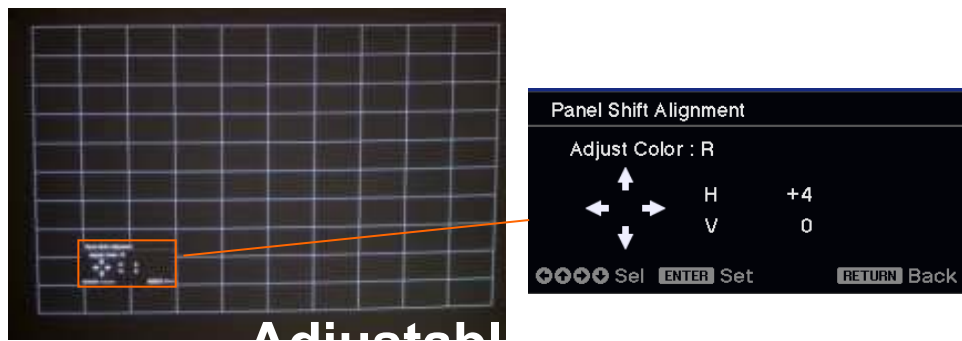 Panel Shift Alignment
Adjust Color : R
H +4
V 0
Sel ENTER Set RETURN Back